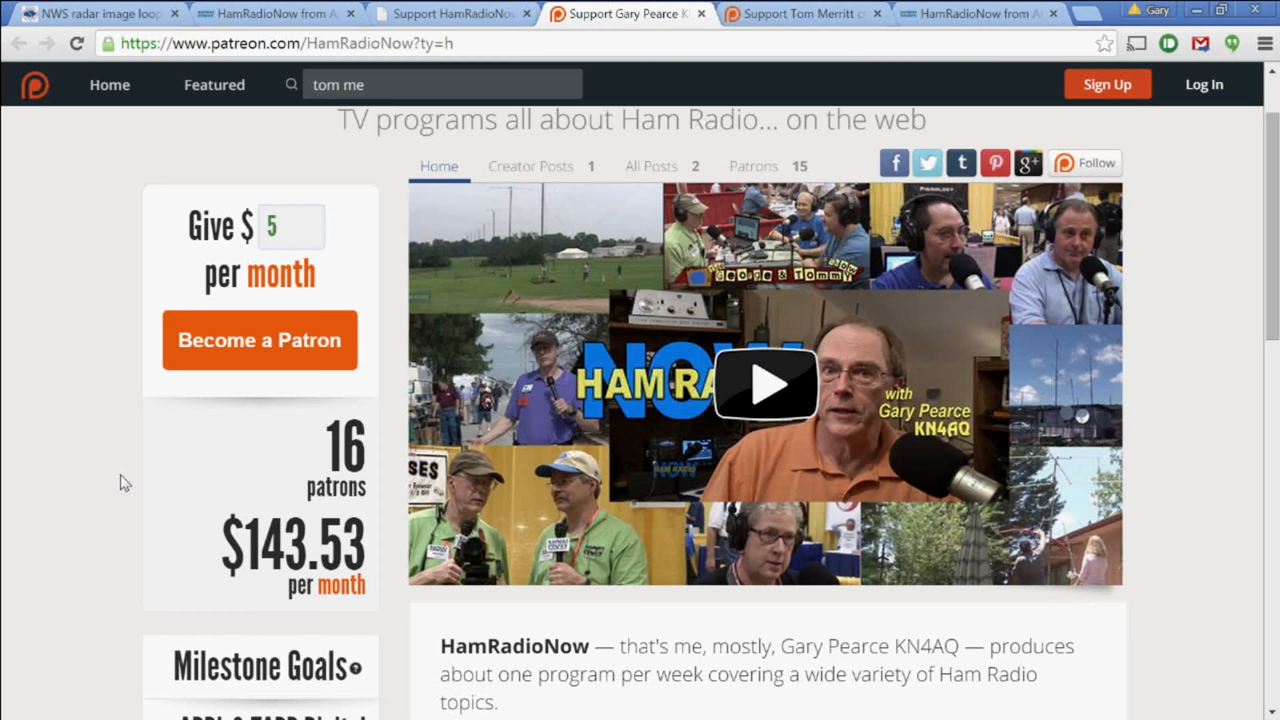 NWS radar image loop
HamRadioNow from A
Support HamRadioNo
Support Gary Pearce K
Support Tom Merritt c
HamRadioNow from A
Gary
https://www.patreon.com/HamRadioNow?ty=h
Home
Featured
tom me
Sign Up
Log In
TV programs all about Ham Radio... on the web
Home
Creator Posts 1
All Posts 2
Patrons 15
Follow
Give $ 5
per month
Become a Patron
16
patrons
$143.53
per month
Milestone Goals
George & Tommy
NOW
HAM RA
with
Gary Pearce
KN4AQ
HamRadioNow — that's me, mostly, Gary Pearce KN4AQ — produces
about one program per week covering a wide variety of Ham Radio
topics.